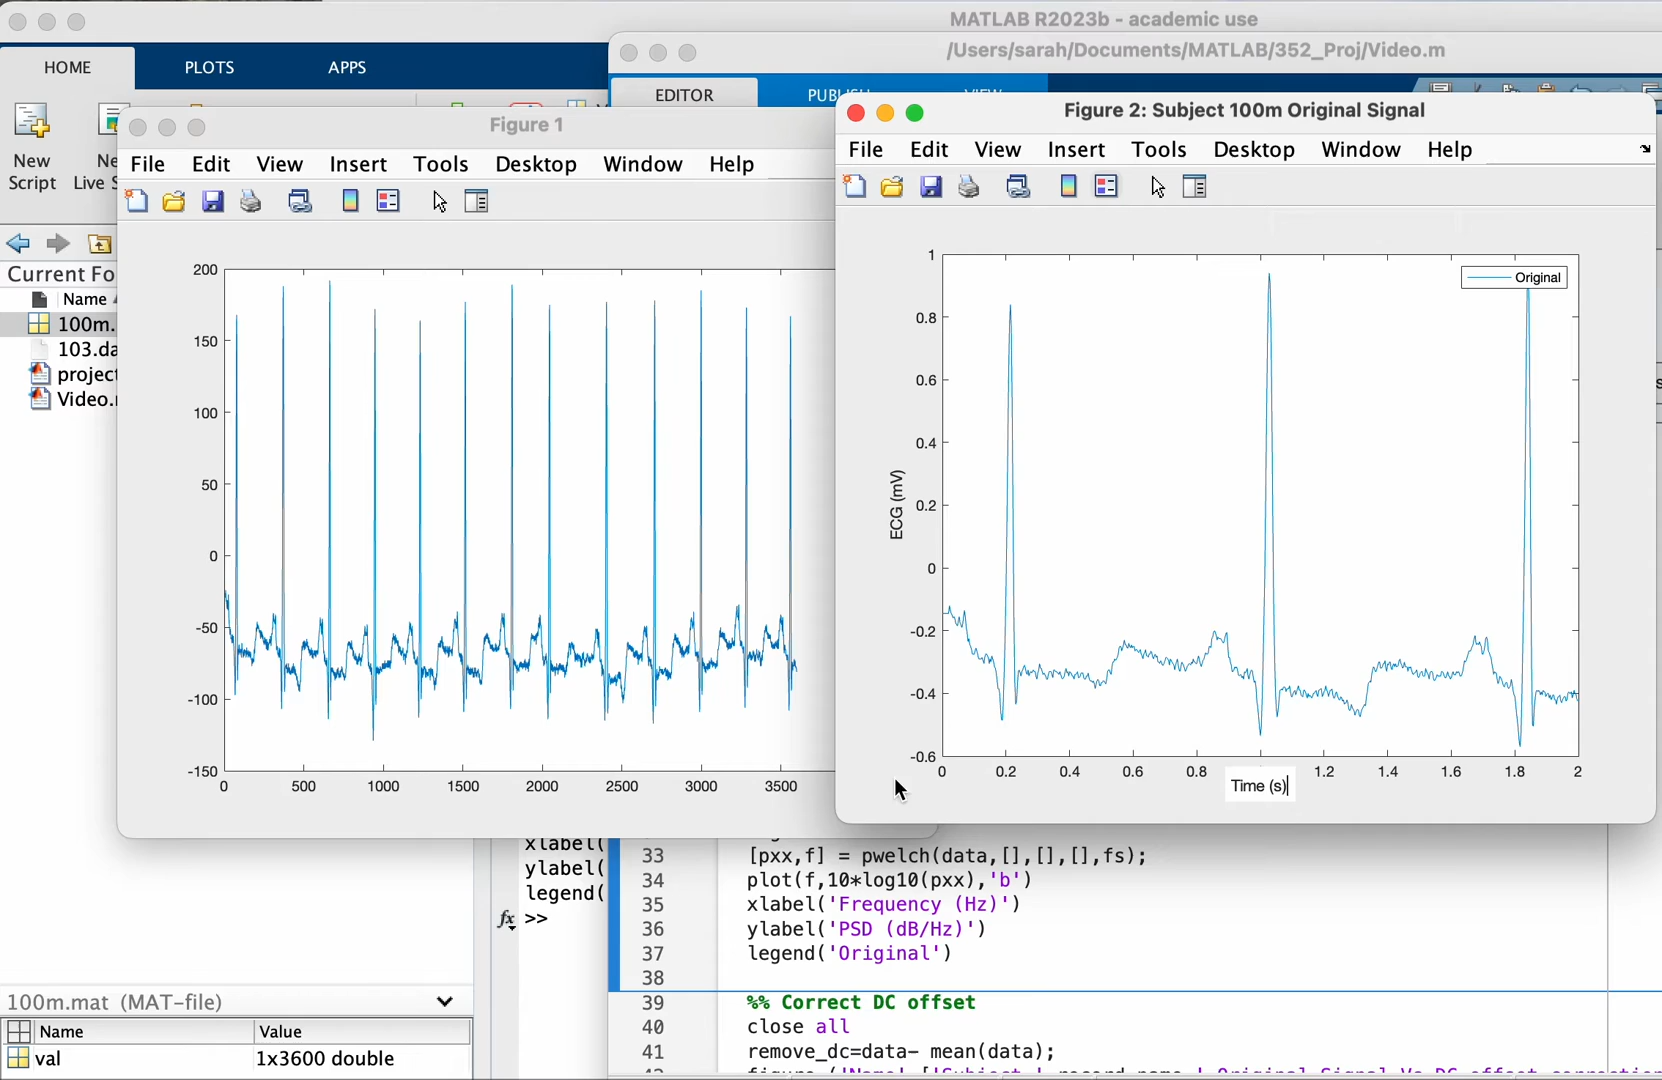 MATLAB R2023b - academic use
/Users/sarah/Documents/MATLAB/352_Proj/Video.m
HOME
PLOTS
APPS
EDITOR
PUBLISH
VIEW
New
Script
Ne
Live S
Current Fo
Name
100m.
103.da
project
Video.
Figure 1
File Edit View Insert Tools Desktop Window Help
200
150
100
50
0
-50
-100
-150
0 500 1000 1500 2000 2500 3000 3500
Figure 2: Subject 100m Original Signal
File Edit View Insert Tools Desktop Window Help
Original
ECG (mV)
1
0.8
0.6
0.4
0.2
0
-0.2
-0.4
-0.6
0 0.2 0.4 0.6 0.8 1.2 1.4 1.6 1.8 2
Time (s)
xlabel(
ylabel(
legend(
fx >>
33 [pxx,f] = pwelch(data,[],[],[],fs);
34 plot(f,10*log10(pxx),'b')
35 xlabel('Frequency (Hz)')
36 ylabel('PSD (dB/Hz)')
37 legend('Original')
38
39 %% Correct DC offset
40 close all
41 remove_dc=data- mean(data);
100m.mat (MAT-file)
Name Value
val 1x3600 double